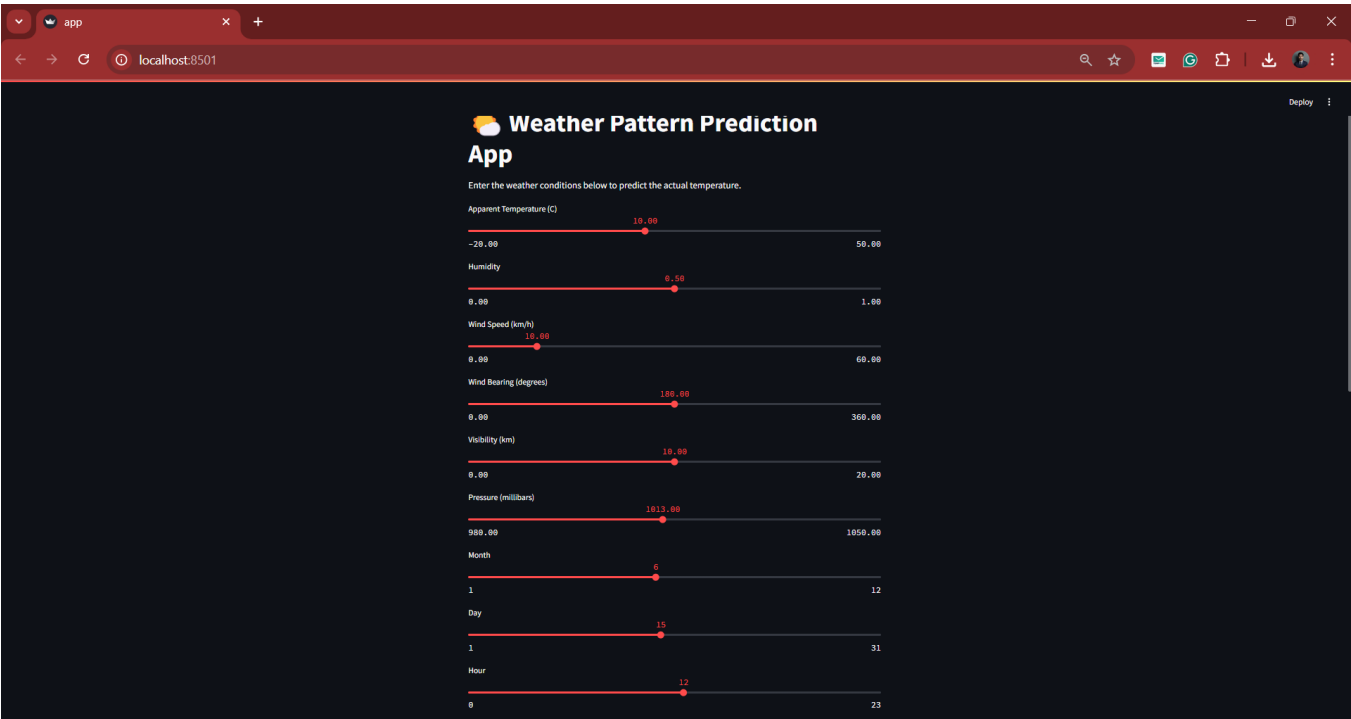 app
localhost:8501
Deploy
Weather Pattern Prediction
App
Enter the weather conditions below to predict the actual temperature.
Apparent Temperature (C)
10.00
-20.00 50.00
Humidity
0.50
0.00 1.00
Wind Speed (km/h)
10.00
0.00 60.00
Wind Bearing (degrees)
180.00
0.00 360.00
Visibility (km)
10.00
0.00 20.00
Pressure (millibars)
1013.00
980.00 1050.00
Month
6
1 12
Day
15
1 31
Hour
12
0 23